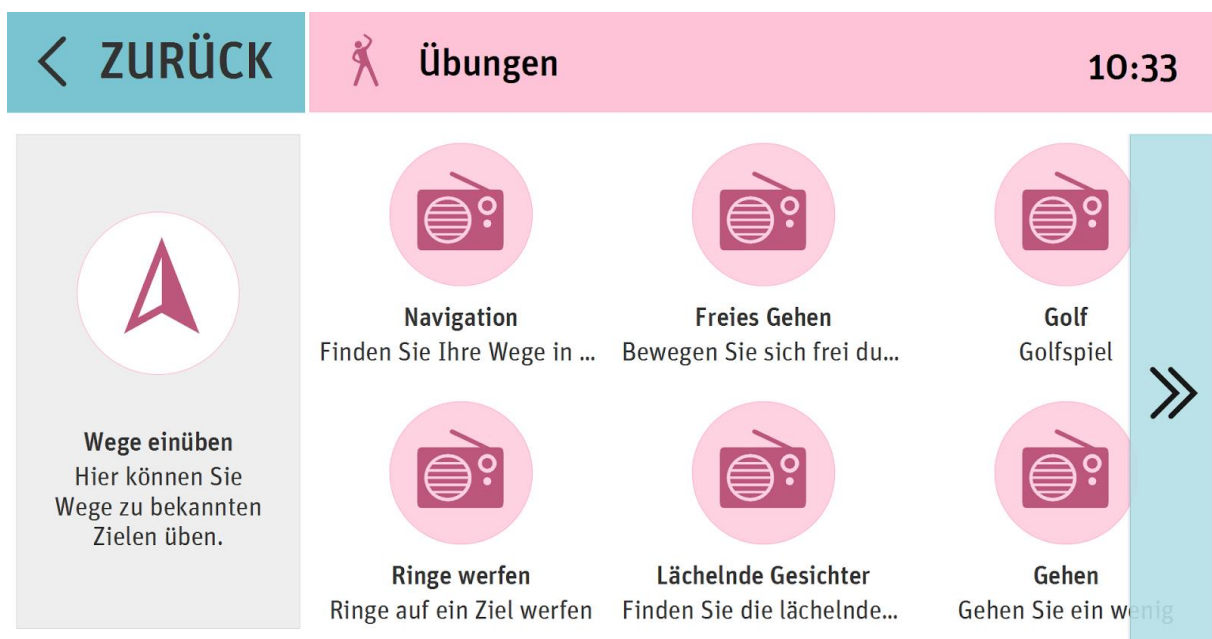 ZURÜCK
Übungen
10:33
Wege einüben
Hier können Sie
Wege zu bekannten
Zielen üben.
Navigation
Finden Sie Ihre Wege in ...
Freies Gehen
Bewegen Sie sich frei du...
Golf
Golfspiel
Ringe werfen
Ringe auf ein Ziel werfen
Lächelnde Gesichter
Finden Sie die lächelnde...
Gehen
Gehen Sie ein wenig